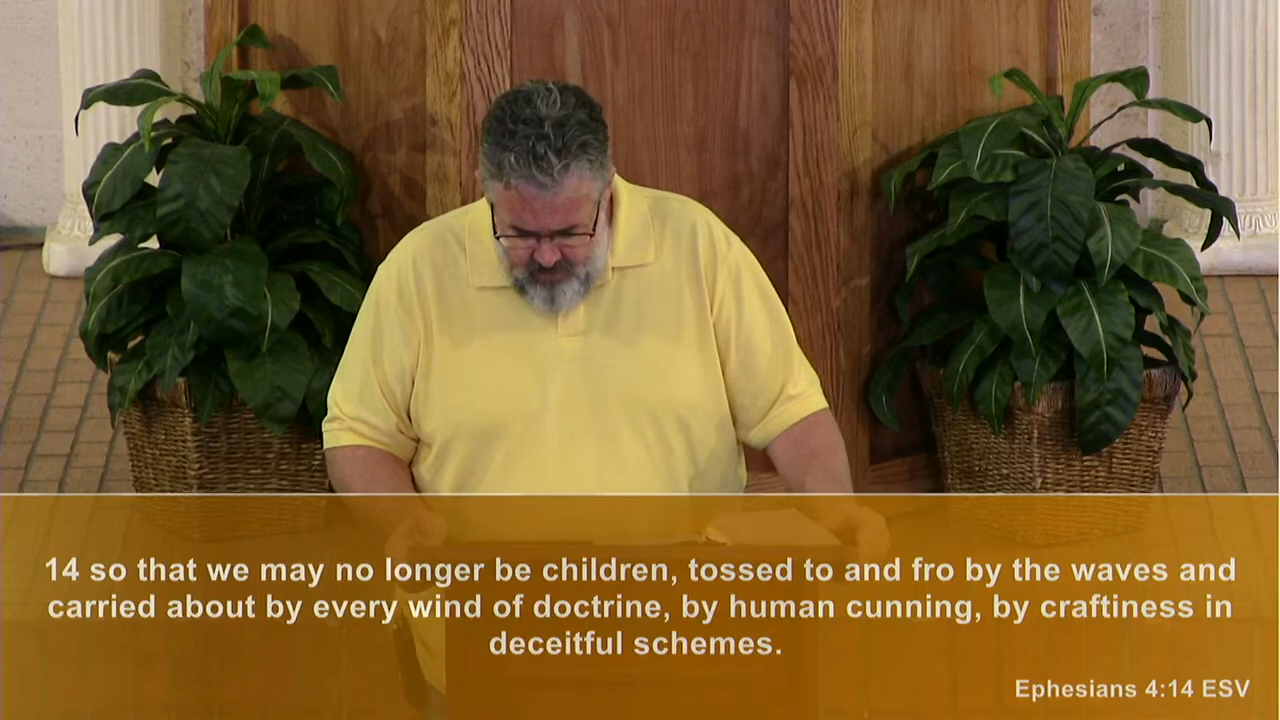 14 so that we may no longer be children, tossed to and fro by the waves and
carried about by every wind of doctrine, by human cunning, by craftiness in
deceitful schemes.
Ephesians 4:14 ESV